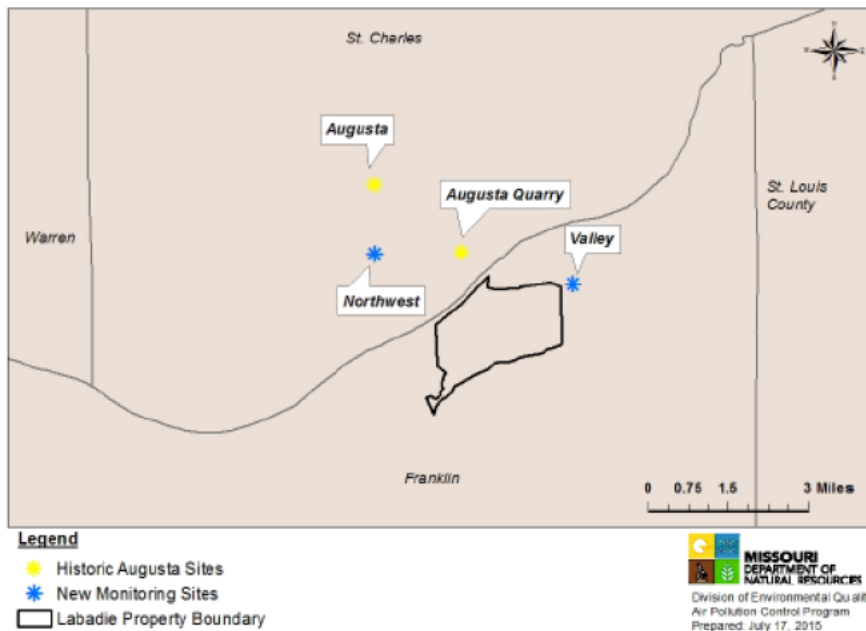 St. Charles
N
W
E
S
Augusta
Augusta Quarry
St. Louis
County
Warren
Valley
Northwest
Franklin
0 0.75 1.5 3 Miles
Legend
Historic Augusta Sites
New Monitoring Sites
Labadie Property Boundary
MISSOURI
DEPARTMENT OF
NATURAL RESOURCES
Division of Environmental Qualit
Air Pollution Control Program
Prepared: July 17, 2015